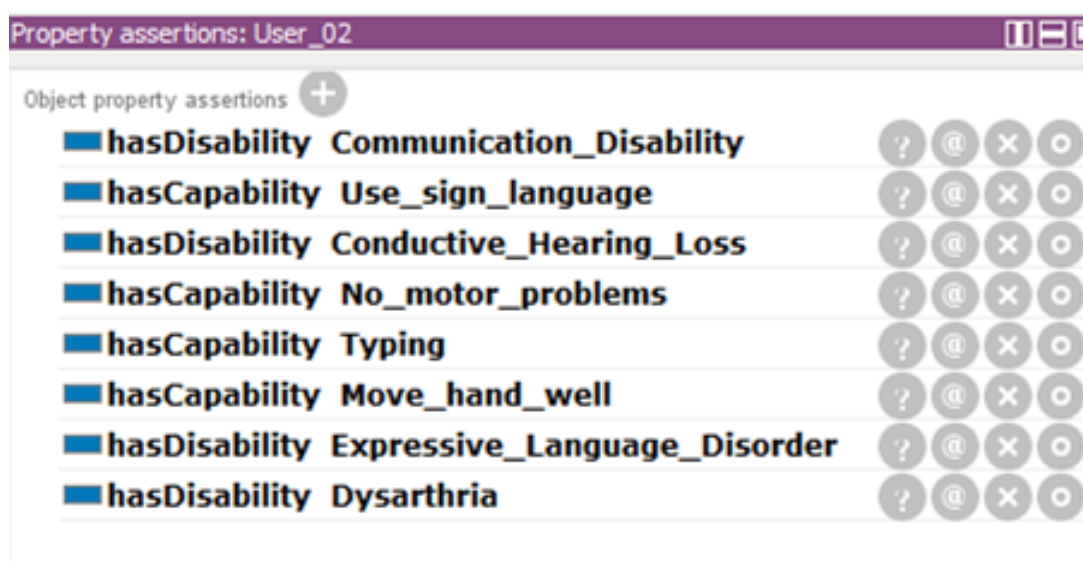 Property assertions: User_02
Object property assertions
hasDisability Communication_Disability
hasCapability Use_sign_language
hasDisability Conductive_Hearing_Loss
hasCapability No_motor_problems
hasCapability Typing
hasCapability Move_hand_well
hasDisability Expressive_Language_Disorder
hasDisability Dysarthria